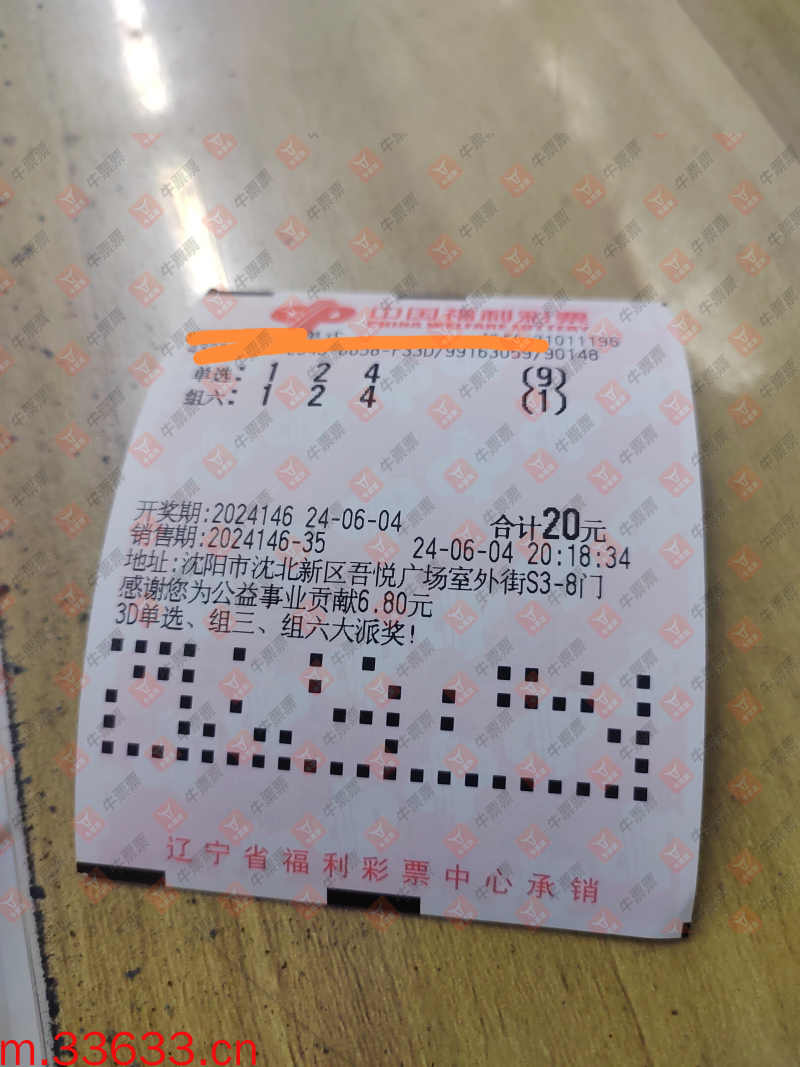 中国福利彩票
CHINA WELFARE LOTTERY
单选: 1 2 4 {9}
组六: 1 2 4 {1}
开奖期:2024146 24-06-04 合计20元
销售期:2024146-35 24-06-04 20:18:34
地址:沈阳市沈北新区吾悦广场室外街S3-8门
感谢您为公益事业贡献6.80元
3D单选、组三、组六大派奖!
辽宁省福利彩票中心承销
牛票票
m.33633.cn